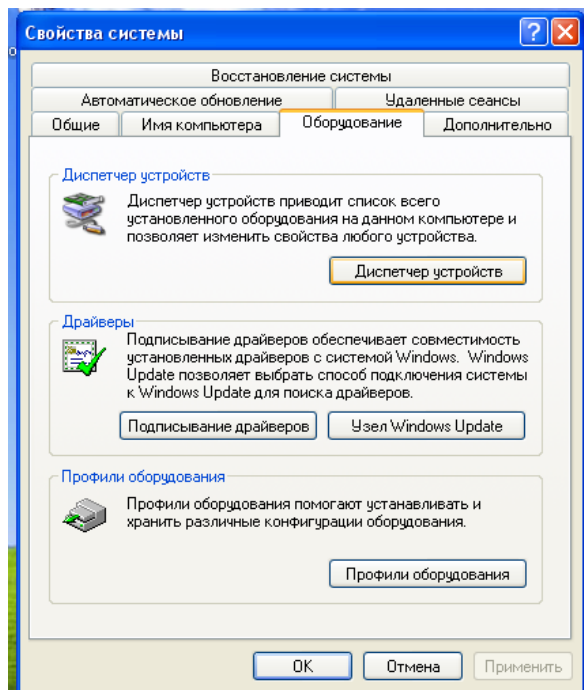 Свойства системы
Восстановление системы
Автоматическое обновление
Удаленные сеансы
Общие
Имя компьютера
Оборудование
Дополнительно
Диспетчер устройств
Диспетчер устройств приводит список всего
установленного оборудования на данном компьютере и
позволяет изменить свойства любого устройства.
Диспетчер устройств
Драйверы
Подписывание драйверов обеспечивает совместимость
установленных драйверов с системой Windows. Windows
Update позволяет выбрать способ подключения системы
к Windows Update для поиска драйверов.
Подписывание драйверов
Узел Windows Update
Профили оборудования
Профили оборудования помогают устанавливать и
хранить различные конфигурации оборудования.
Профили оборудования
OK
Отмена
Применить